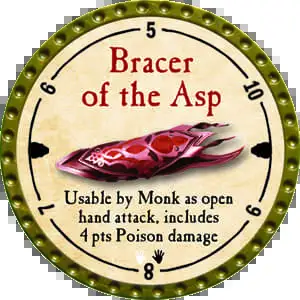 5
6
10
Bracer
of the Asp
Usable by Monk as open
hand attack, includes
4 pts Poison damage
7
9
8